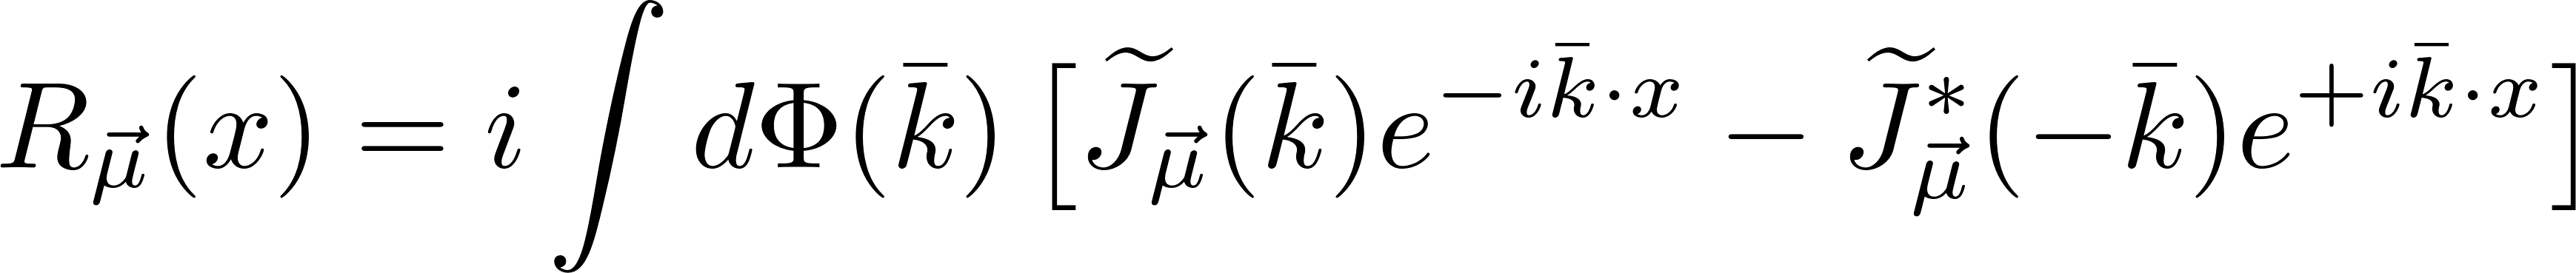 R_{\vec{\mu}}(x) = i \int d\Phi(\bar{k}) [\widetilde{J}_{\vec{\mu}}(\bar{k}) e^{-i\bar{k}\cdot x} - \widetilde{J}^{*}_{\vec{\mu}}(-\bar{k}) e^{+i\bar{k}\cdot x}]